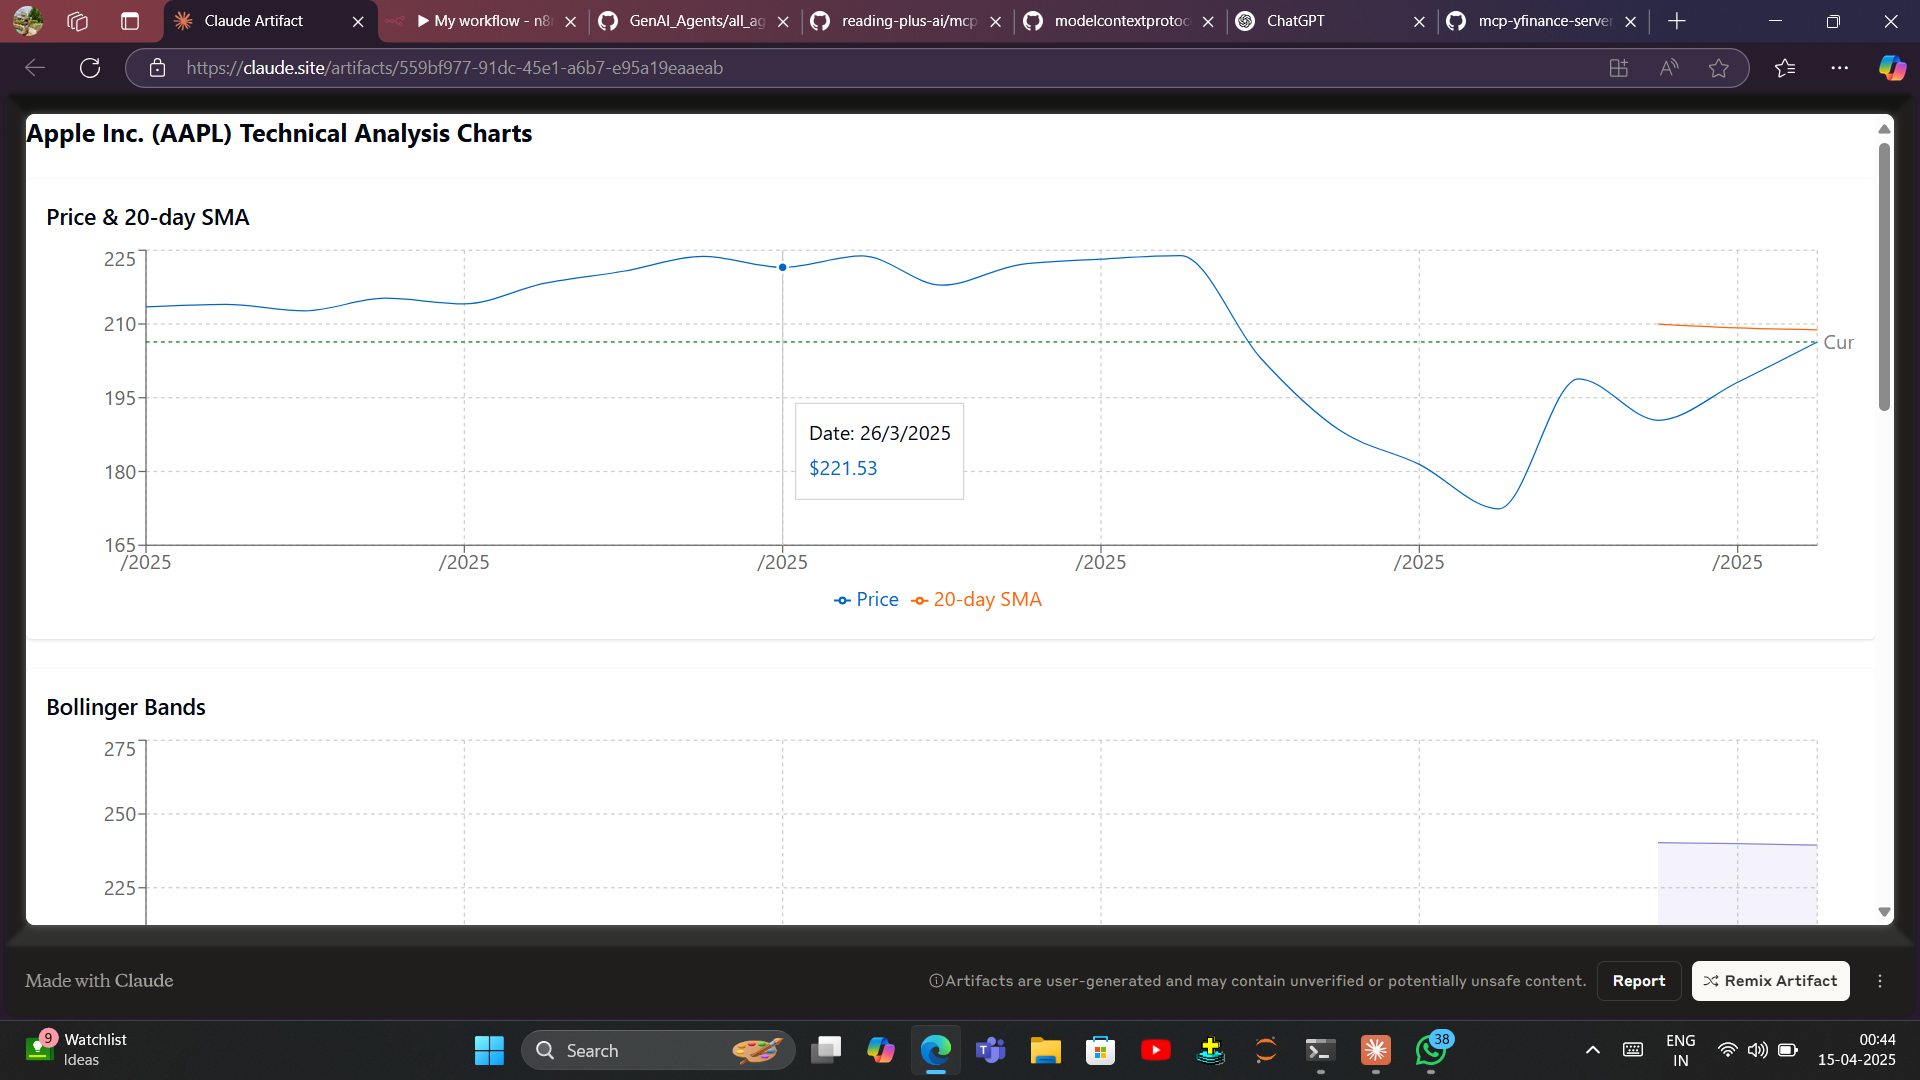 Claude Artifact
▶ My workflow - n8
GenAI_Agents/all_ag
reading-plus-ai/mcp
modelcontextprotoc
ChatGPT
mcp-yfinance-server
https://claude.site/artifacts/559bf977-91dc-45e1-a6b7-e95a19eaaeab
Apple Inc. (AAPL) Technical Analysis Charts
Price & 20-day SMA
225
210
195
180
165
Cur
Date: 26/3/2025
$221.53
/2025 /2025 /2025 /2025 /2025 /2025
Price 20-day SMA
Bollinger Bands
275
250
225
Made with Claude
Artifacts are user-generated and may contain unverified or potentially unsafe content.
Report
Remix Artifact
9
Watchlist
Ideas
Search
38
ENG
IN
00:44
15-04-2025